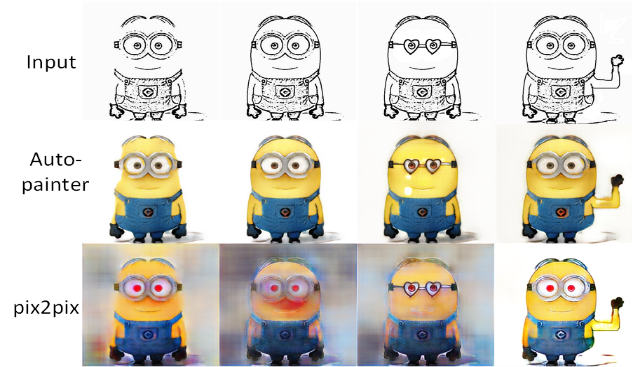 Input
Auto-
painter
pix2pix